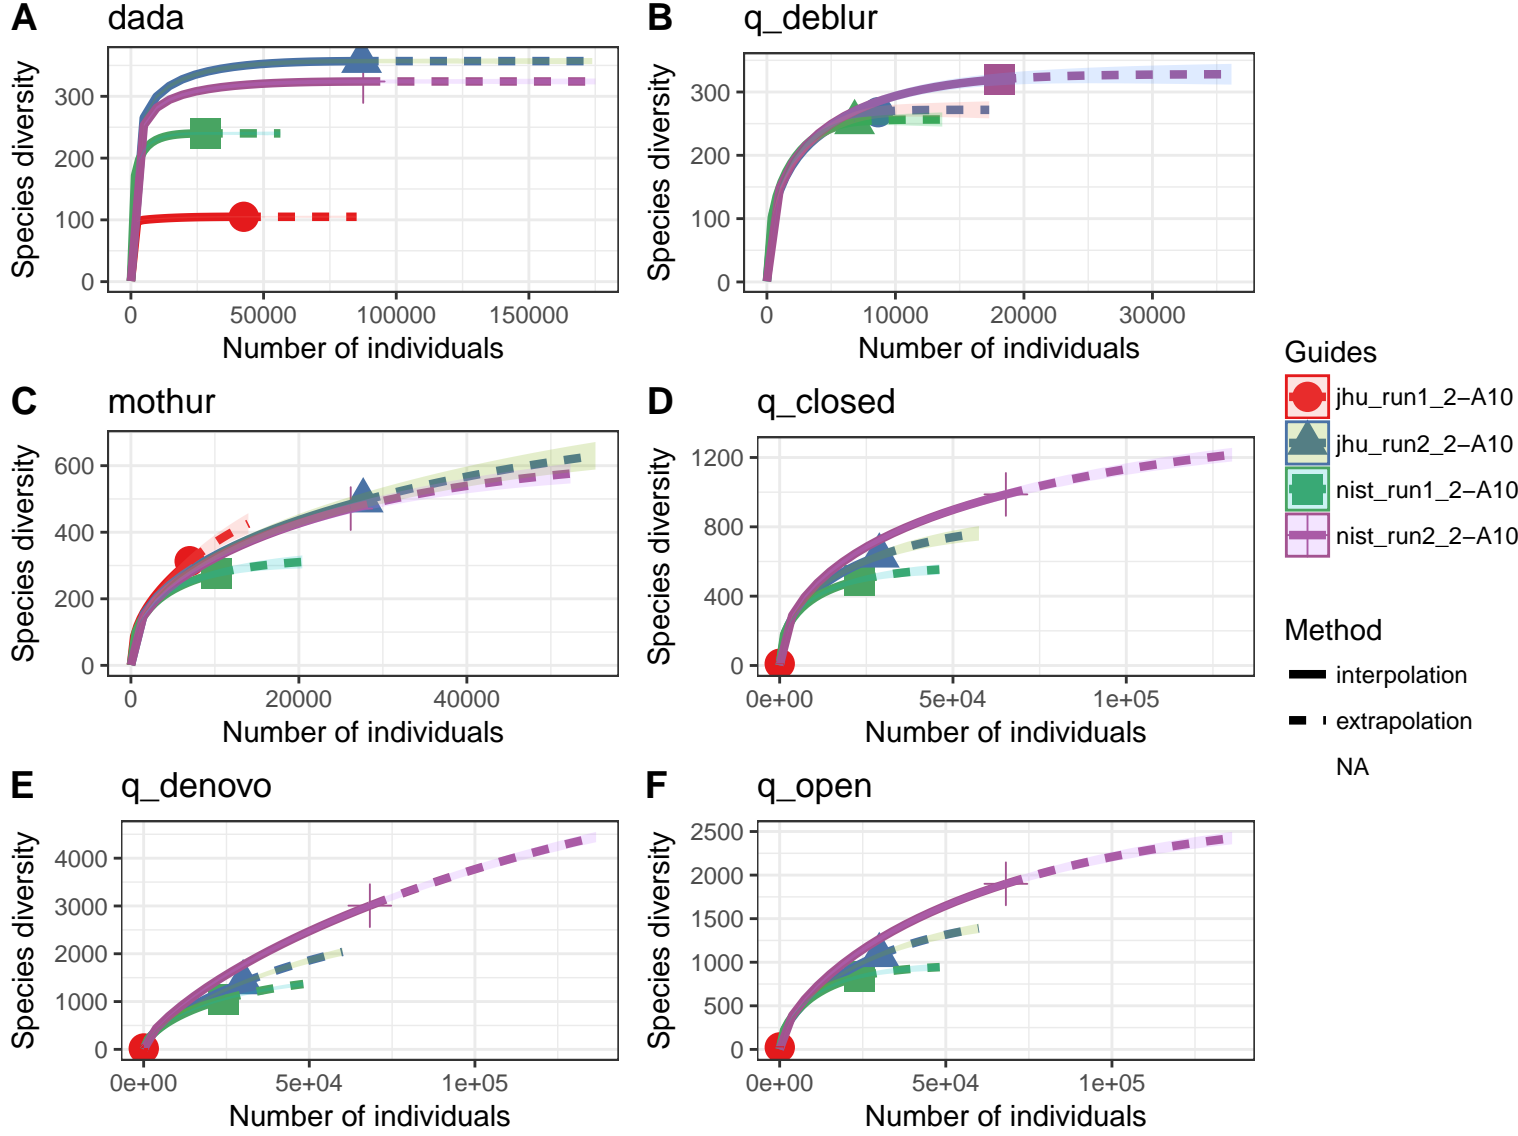 A dada
Species diversity
300
200
100
0
0 50000 100000 150000
Number of individuals
B q_deblur
Species diversity
300
200
100
0
0 10000 20000 30000
Number of individuals
C mothur
Species diversity
600
400
200
0
0 20000 40000
Number of individuals
D q_closed
Species diversity
1200
800
400
0
0e+00 5e+04 1e+05
Number of individuals
E q_denovo
Species diversity
4000
3000
2000
1000
0
0e+00 5e+04 1e+05
Number of individuals
F q_open
Species diversity
2500
2000
1500
1000
500
0
0e+00 5e+04 1e+05
Number of individuals
Guides
jhu_run1_2−A10
jhu_run2_2−A10
nist_run1_2−A10
nist_run2_2−A10
Method
interpolation
extrapolation
NA